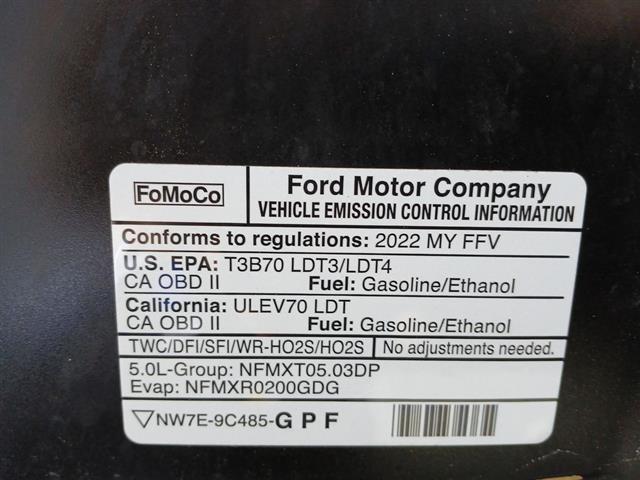 FoMoCo
Ford Motor Company
VEHICLE EMISSION CONTROL INFORMATION
Conforms to regulations: 2022 MY FFV
U.S. EPA: T3B70 LDT3/LDT4
CA OBD II Fuel: Gasoline/Ethanol
California: ULEV70 LDT
CA OBD II Fuel: Gasoline/Ethanol
TWC/DFI/SFI/WR-HO2S/HO2S No adjustments needed.
5.0L-Group: NFMXT05.03DP
Evap: NFMXR0200GDG
▽NW7E-9C485-G P F